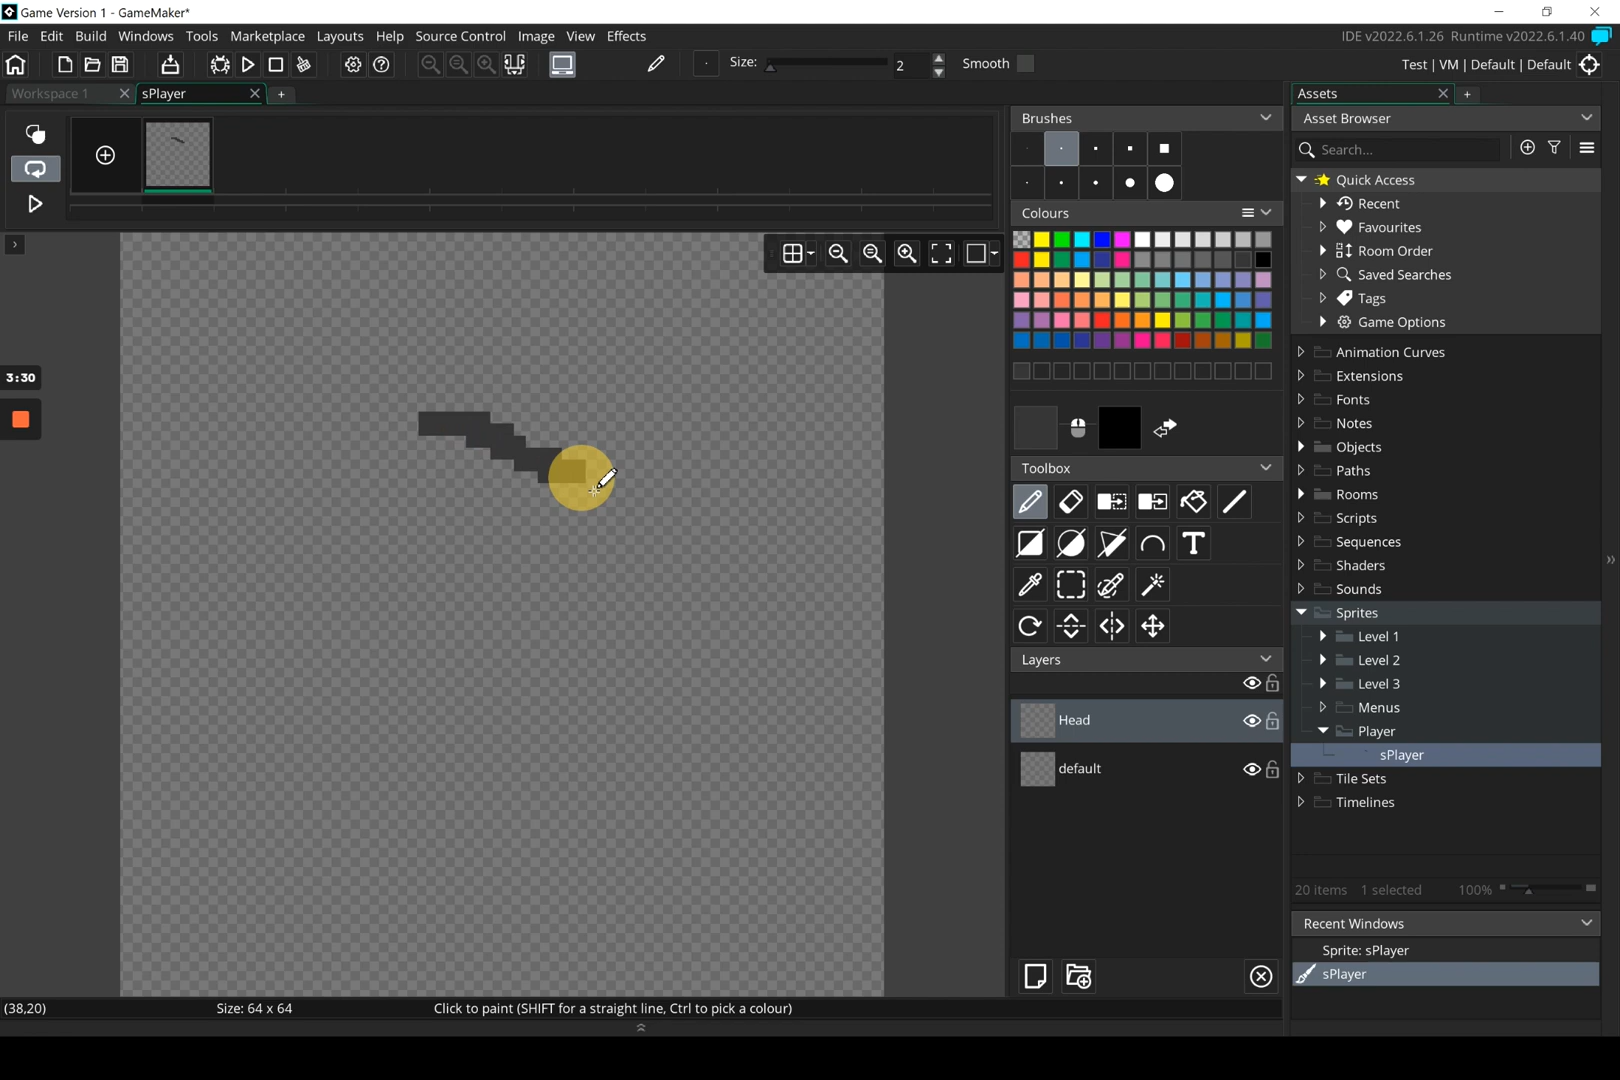 Game Version 1 - GameMaker*
File Edit Build Windows Tools Marketplace Layouts Help Source Control Image View Effects
IDE v2022.6.1.26 Runtime v2022.6.1.40
Size: 2 Smooth
Test | VM | Default | Default
Workspace 1
sPlayer
Assets
Brushes
Asset Browser
Search...
Quick Access
Recent
Colours
Favourites
Room Order
Saved Searches
Tags
Game Options
Animation Curves
3:30
Extensions
Fonts
Notes
Objects
Toolbox
Paths
Rooms
Scripts
Sequences
Shaders
Sounds
Sprites
Level 1
Layers
Level 2
Level 3
Menus
Head
Player
sPlayer
default
Tile Sets
Timelines
20 items 1 selected 100%
Recent Windows
Sprite: sPlayer
sPlayer
(38,20) Size: 64 x 64 Click to paint (SHIFT for a straight line, Ctrl to pick a colour)